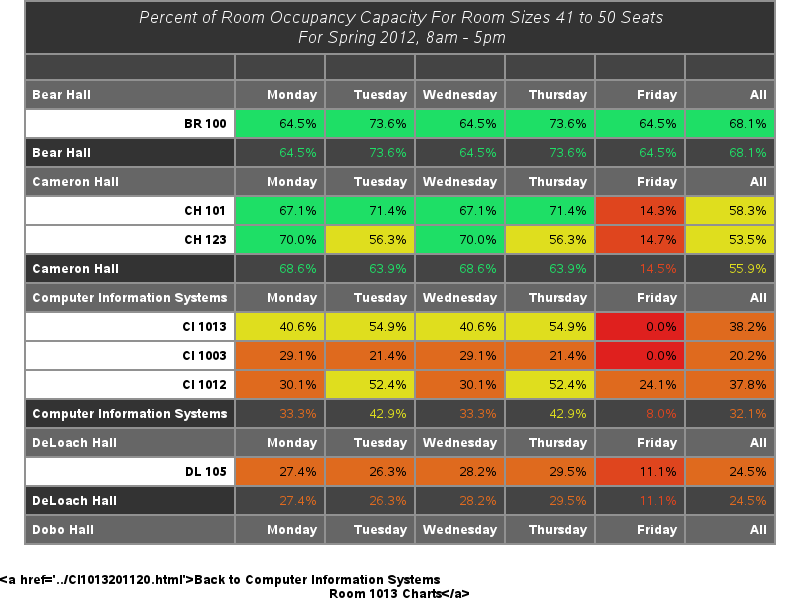 Percent of Room Occupancy Capacity For Room Sizes 41 to 50 Seats
For Spring 2012, 8am - 5pm
Bear Hall Monday Tuesday Wednesday Thursday Friday All
BR 100 64.5% 73.6% 64.5% 73.6% 64.5% 68.1%
Bear Hall 64.5% 73.6% 64.5% 73.6% 64.5% 68.1%
Cameron Hall Monday Tuesday Wednesday Thursday Friday All
CH 101 67.1% 71.4% 67.1% 71.4% 14.3% 58.3%
CH 123 70.0% 56.3% 70.0% 56.3% 14.7% 53.5%
Cameron Hall 68.6% 63.9% 68.6% 63.9% 14.5% 55.9%
Computer Information Systems Monday Tuesday Wednesday Thursday Friday All
CI 1013 40.6% 54.9% 40.6% 54.9% 0.0% 38.2%
CI 1003 29.1% 21.4% 29.1% 21.4% 0.0% 20.2%
CI 1012 30.1% 52.4% 30.1% 52.4% 24.1% 37.8%
Computer Information Systems 33.3% 42.9% 33.3% 42.9% 8.0% 32.1%
DeLoach Hall Monday Tuesday Wednesday Thursday Friday All
DL 105 27.4% 26.3% 28.2% 29.5% 11.1% 24.5%
DeLoach Hall 27.4% 26.3% 28.2% 29.5% 11.1% 24.5%
Dobo Hall Monday Tuesday Wednesday Thursday Friday All
<a href='../CI1013201120.html'>Back to Computer Information Systems
Room 1013 Charts</a>